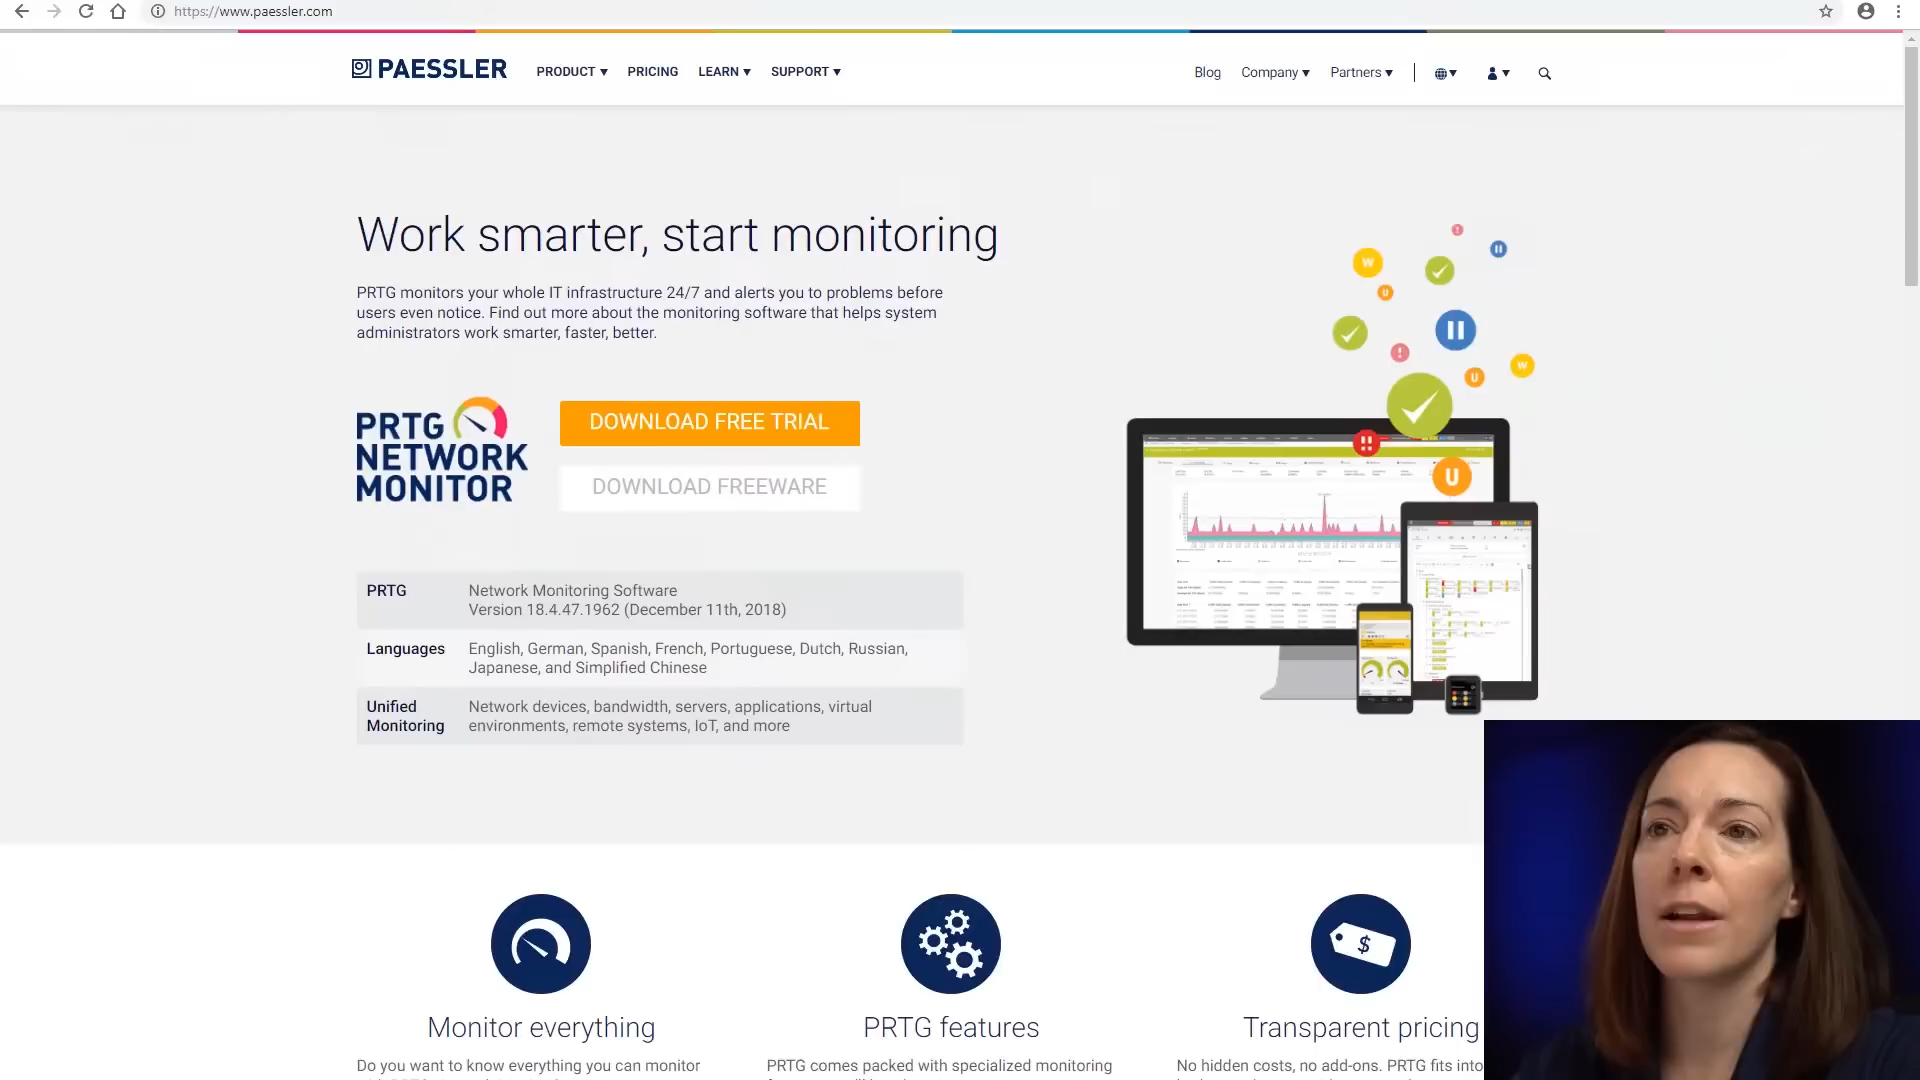 https://www.paessler.com
PAESSLER
PRODUCT ▼ PRICING LEARN ▼ SUPPORT ▼
Blog Company ▼ Partners ▼
Work smarter, start monitoring
PRTG monitors your whole IT infrastructure 24/7 and alerts you to problems before
users even notice. Find out more about the monitoring software that helps system
administrators work smarter, faster, better.
PRTG
NETWORK
MONITOR
DOWNLOAD FREE TRIAL
DOWNLOAD FREEWARE
W
U
U
W
U
PRTG Network Monitoring Software
Version 18.4.47.1962 (December 11th, 2018)
Languages English, German, Spanish, French, Portuguese, Dutch, Russian,
Japanese, and Simplified Chinese
Unified Network devices, bandwidth, servers, applications, virtual
Monitoring environments, remote systems, IoT, and more
Monitor everything
Do you want to know everything you can monitor
PRTG features
PRTG comes packed with specialized monitoring
Transparent pricing
No hidden costs, no add-ons. PRTG fits into